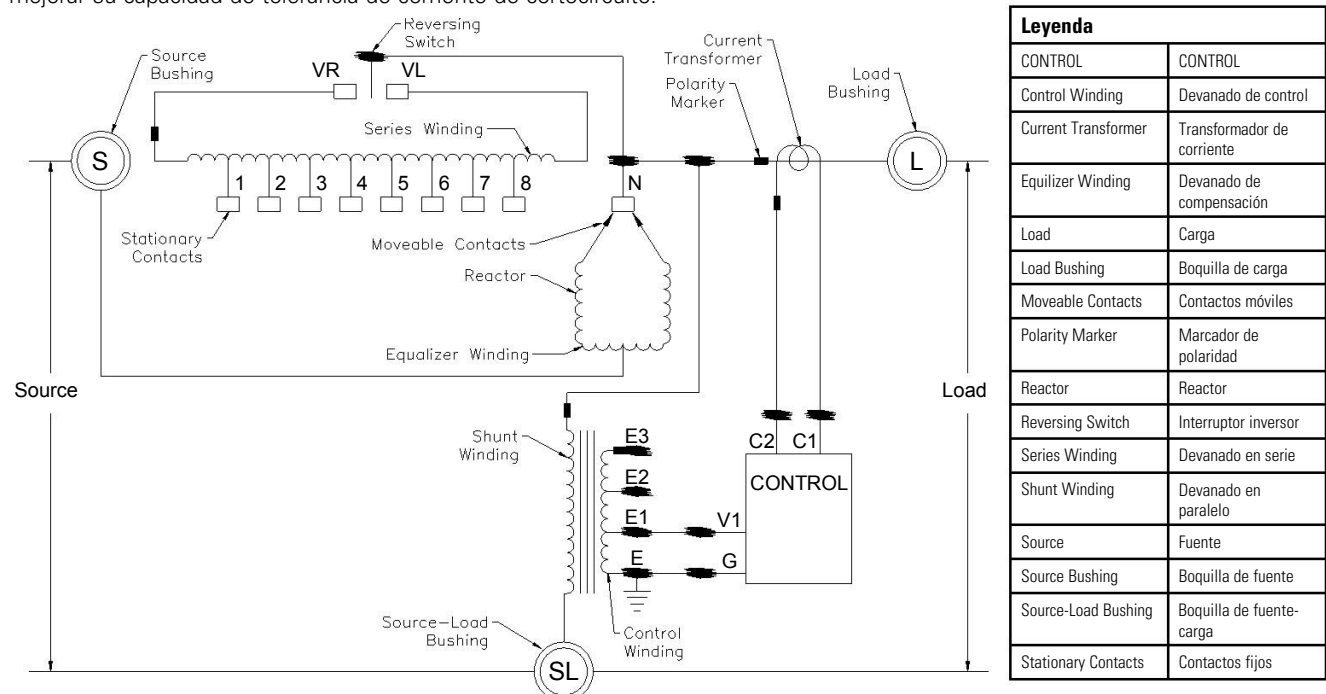 mejorar su capacidad de tolerancia de corriente de cortocircuito.
Reversing
Switch
Source
Bushing
VR
VL
Current
Transformer
Polarity
Marker
Load
Bushing
Series Winding
S
L
1 2 3 4 5 6 7 8 N
Stationary
Contacts
Moveable Contacts
Reactor
Equalizer Winding
Source
Load
Shunt
Winding
E3
E2
E1
E
V1
G
C2 C1
CONTROL
Source-Load
Bushing
Control
Winding
SL
Leyenda
CONTROL CONTROL
Control Winding Devanado de control
Current Transformer Transformador de
corriente
Equilizer Winding Devanado de
compensación
Load Carga
Load Bushing Boquilla de carga
Moveable Contacts Contactos móviles
Polarity Marker Marcador de
polaridad
Reactor Reactor
Reversing Switch Interruptor inversor
Series Winding Devanado en serie
Shunt Winding Devanado en
paralelo
Source Fuente
Source Bushing Boquilla de fuente
Source-Load Bushing Boquilla de fuente-
carga
Stationary Contacts Contactos fijos